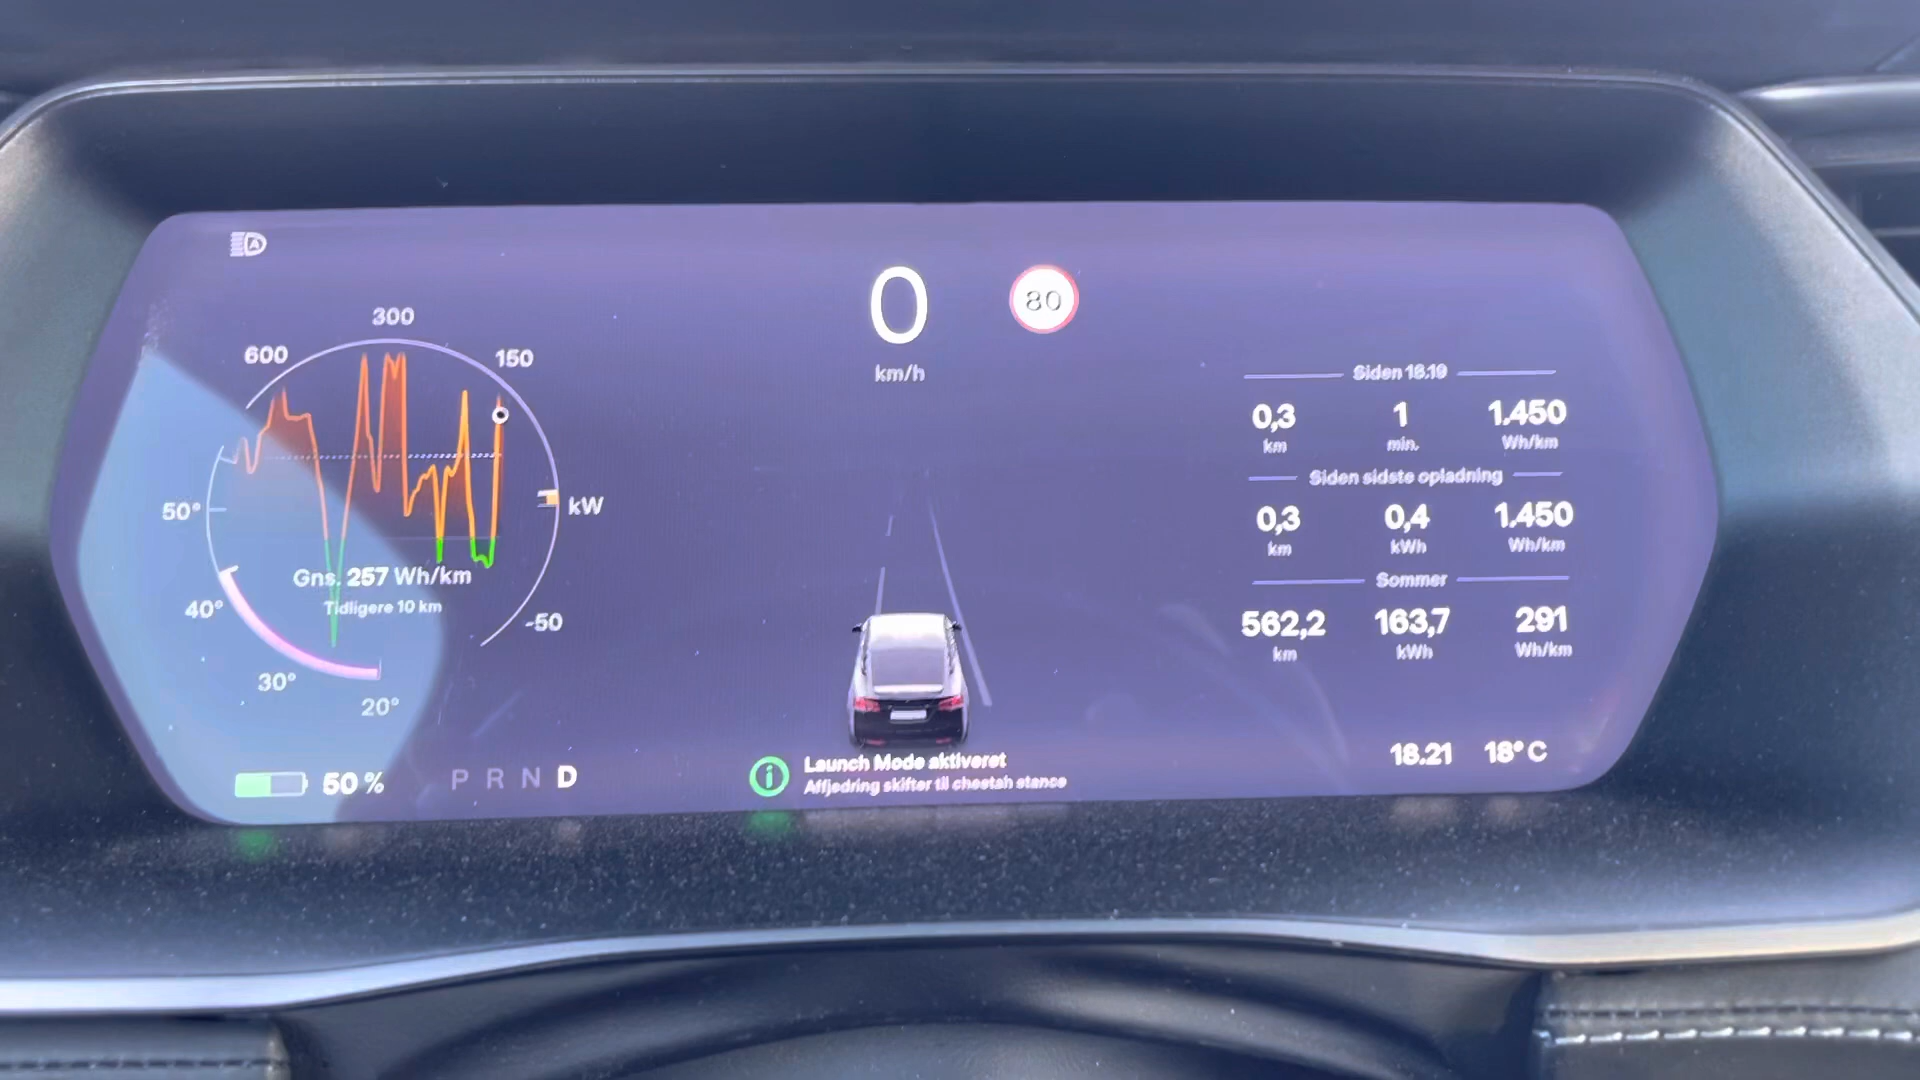 0
80
km/h
300
600
150
50°
kW
Gns. 257 Wh/km
Tidligere 10 km
40°
-50
30°
20°
50 %
P R N D
Launch Mode aktiveret
Affjedring skifter til cheetah stance
Siden 18.19
0,3 1 1.450
km min. Wh/km
Siden sidste opladning
0,3 0,4 1.450
km kWh Wh/km
Sommer
562,2 163,7 291
km kWh Wh/km
18.21 18°C